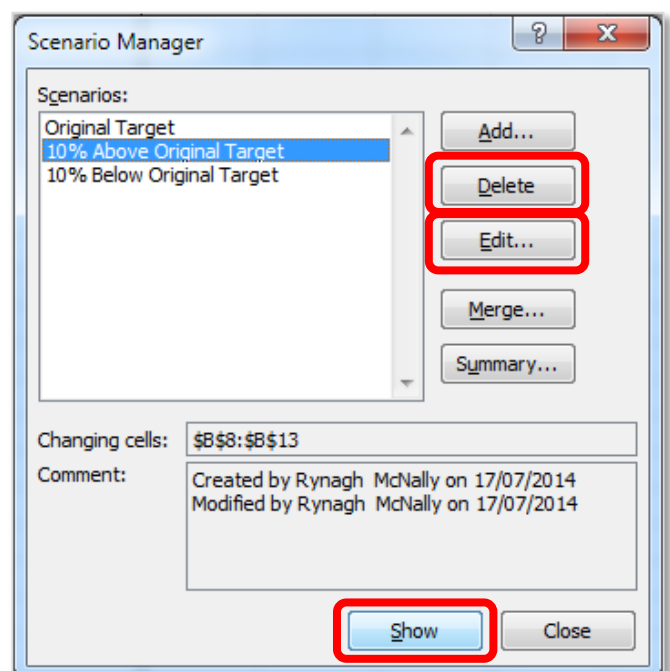 Scenario Manager
?
X
Scenarios:
Original Target
10% Above Original Target
10% Below Original Target
Add...
Delete
Edit...
Merge...
Summary...
Changing cells:
$B$8:$B$13
Comment:
Created by Rynagh McNally on 17/07/2014
Modified by Rynagh McNally on 17/07/2014
Show
Close